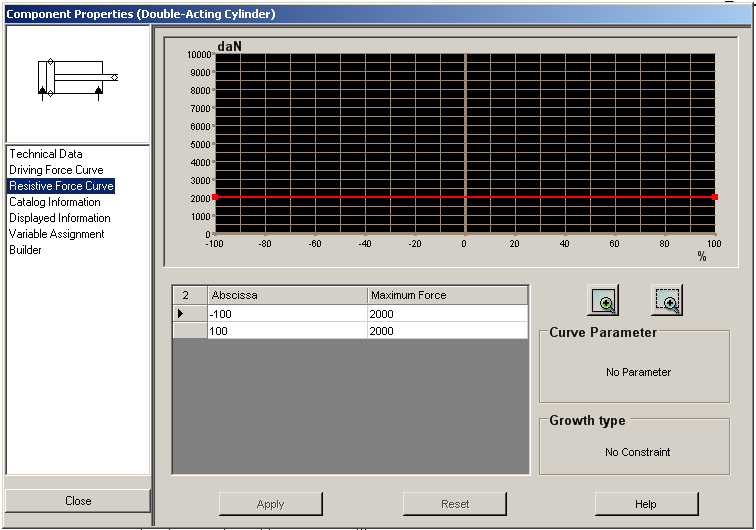 Component Properties (Double-Acting Cylinder)
Technical Data
Driving Force Curve
Resistive Force Curve
Catalog Information
Displayed Information
Variable Assignment
Builder
Close
daN
10000
9000
8000
7000
6000
5000
4000
3000
2000
1000
0
-100 -80 -60 -40 -20 0 20 40 60 80 100
%
2 Abscissa Maximum Force
-100 2000
100 2000
Curve Parameter
No Parameter
Growth type
No Constraint
Apply Reset Help